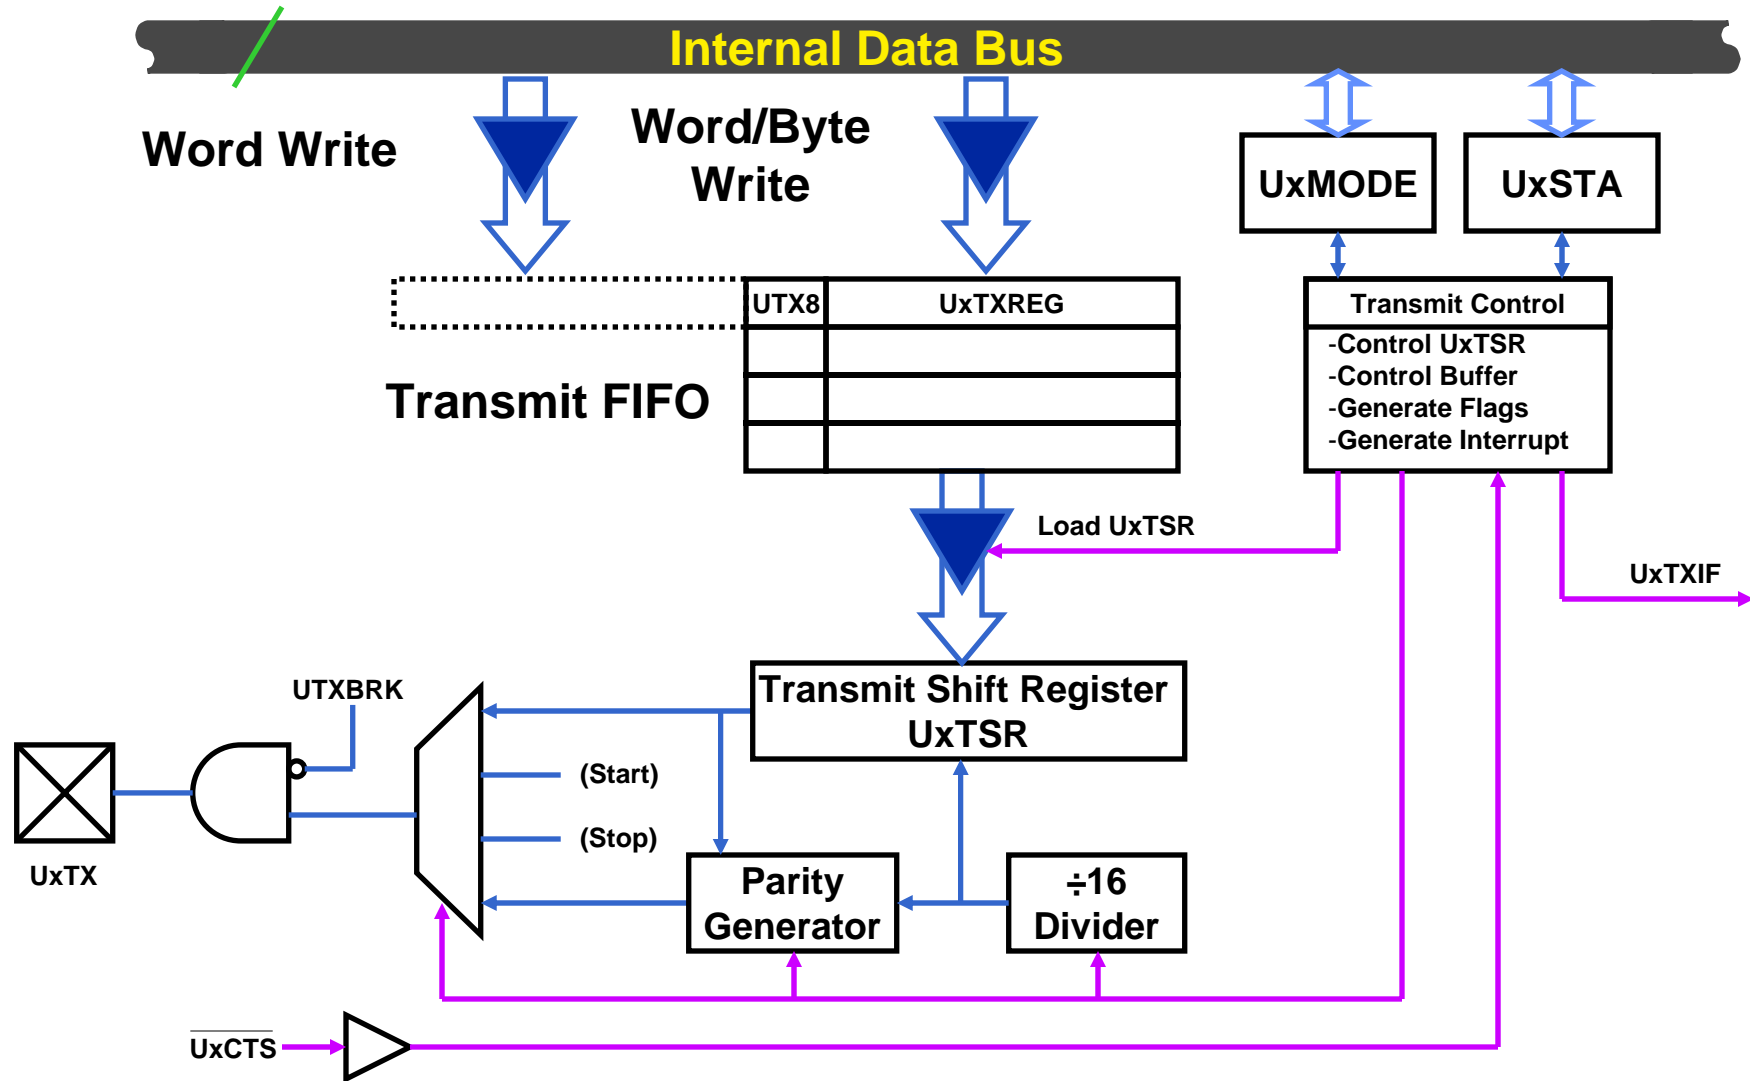 Internal Data Bus
Word Write
Word/Byte
Write
UxMODE
UxSTA
UTX8
UxTXREG
Transmit FIFO
Transmit Control
-Control UxTSR
-Control Buffer
-Generate Flags
-Generate Interrupt
Load UxTSR
UxTXIF
Transmit Shift Register
UxTSR
UTXBRK
(Start)
(Stop)
UxTX
Parity
Generator
÷16
Divider
UxCTS